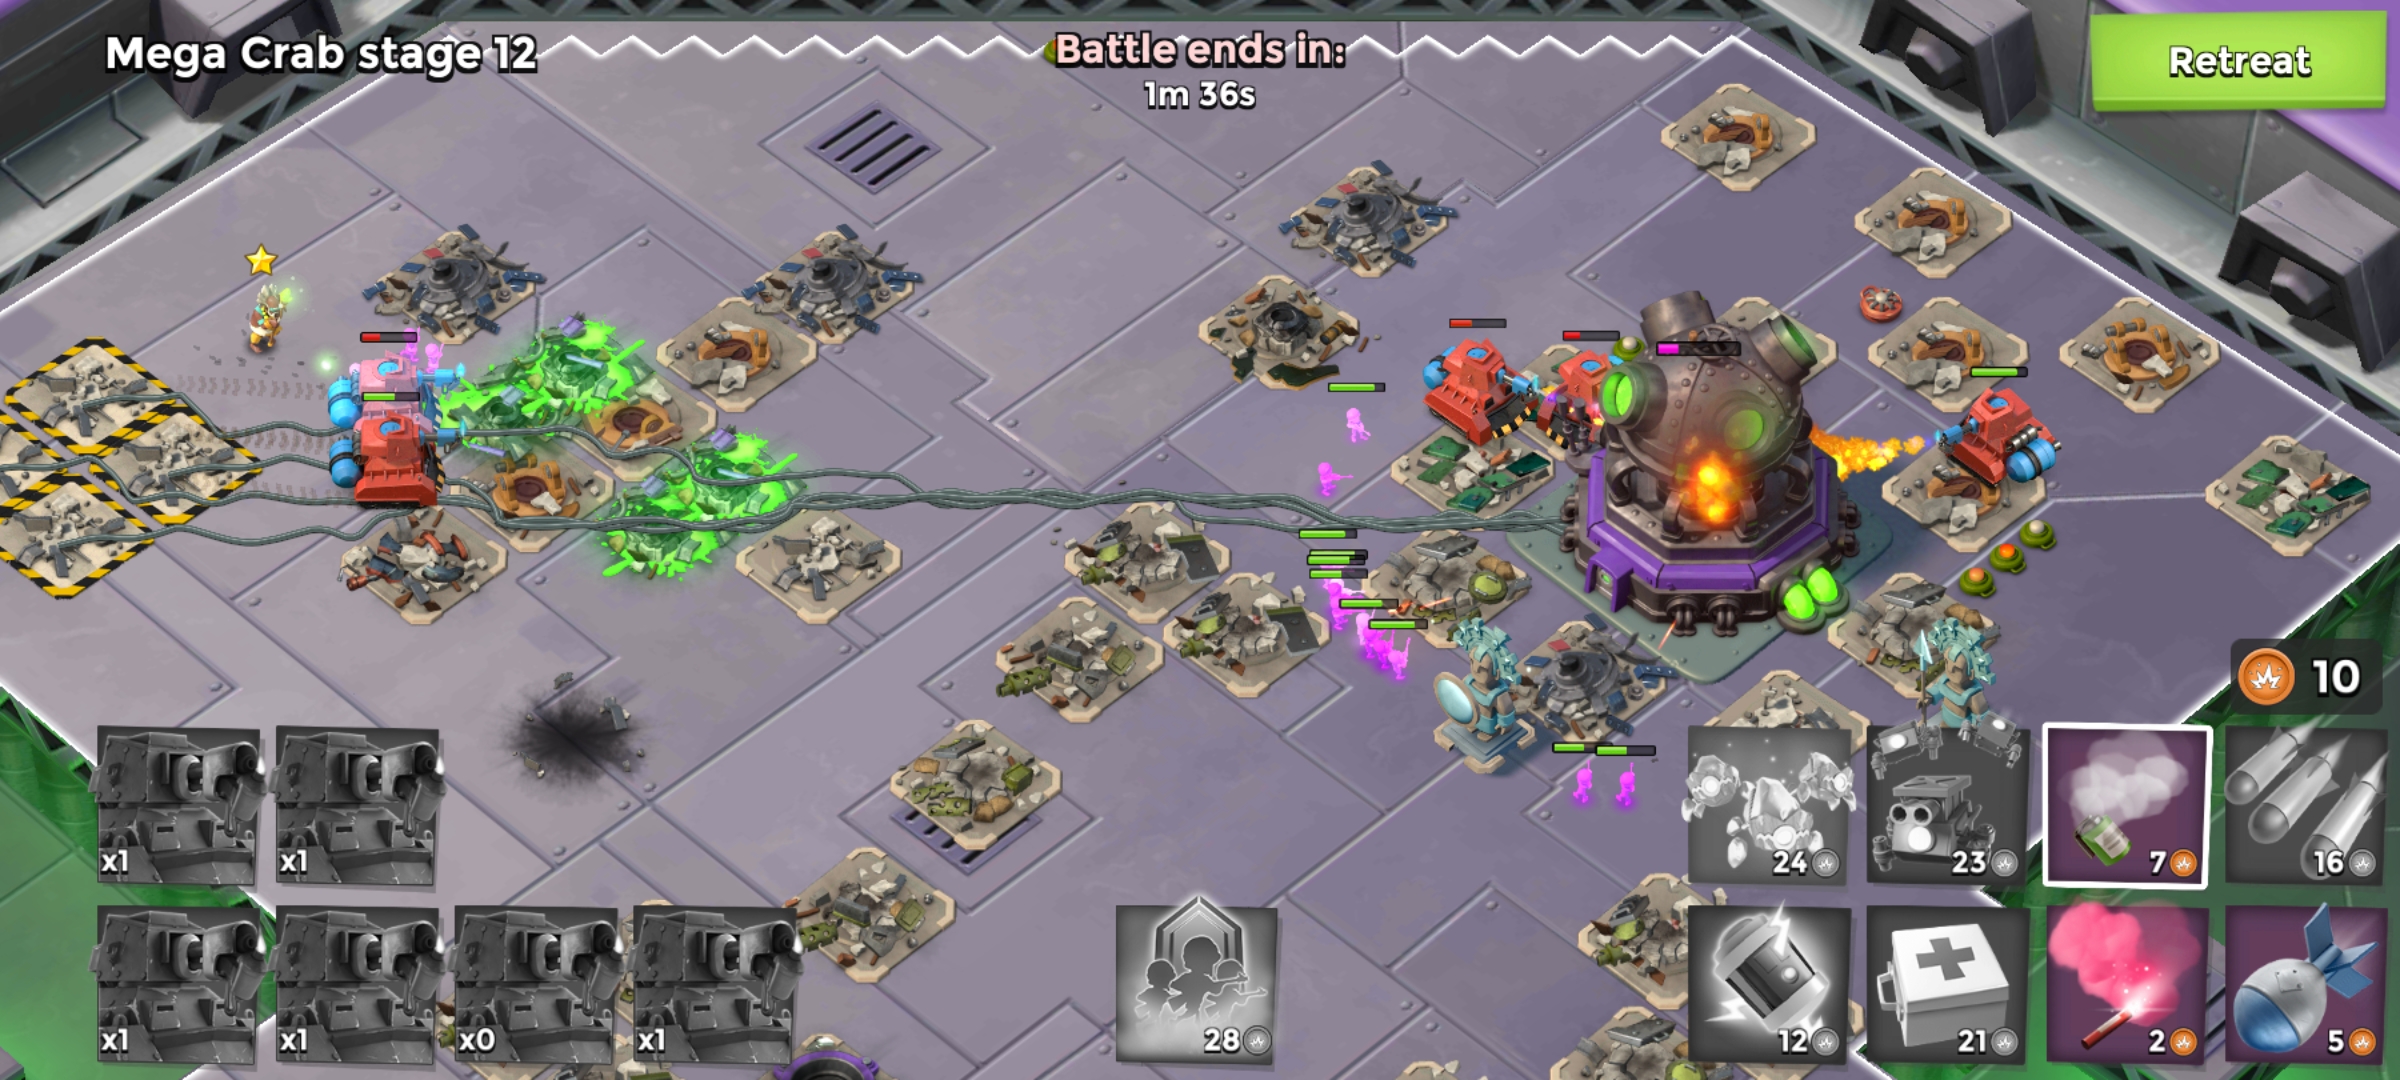 Mega Crab stage 12
Battle ends in:
1m 36s
Retreat
10
x1
x1
24
23
7
16
x1
x1
x0
x1
28
12
21
2
5